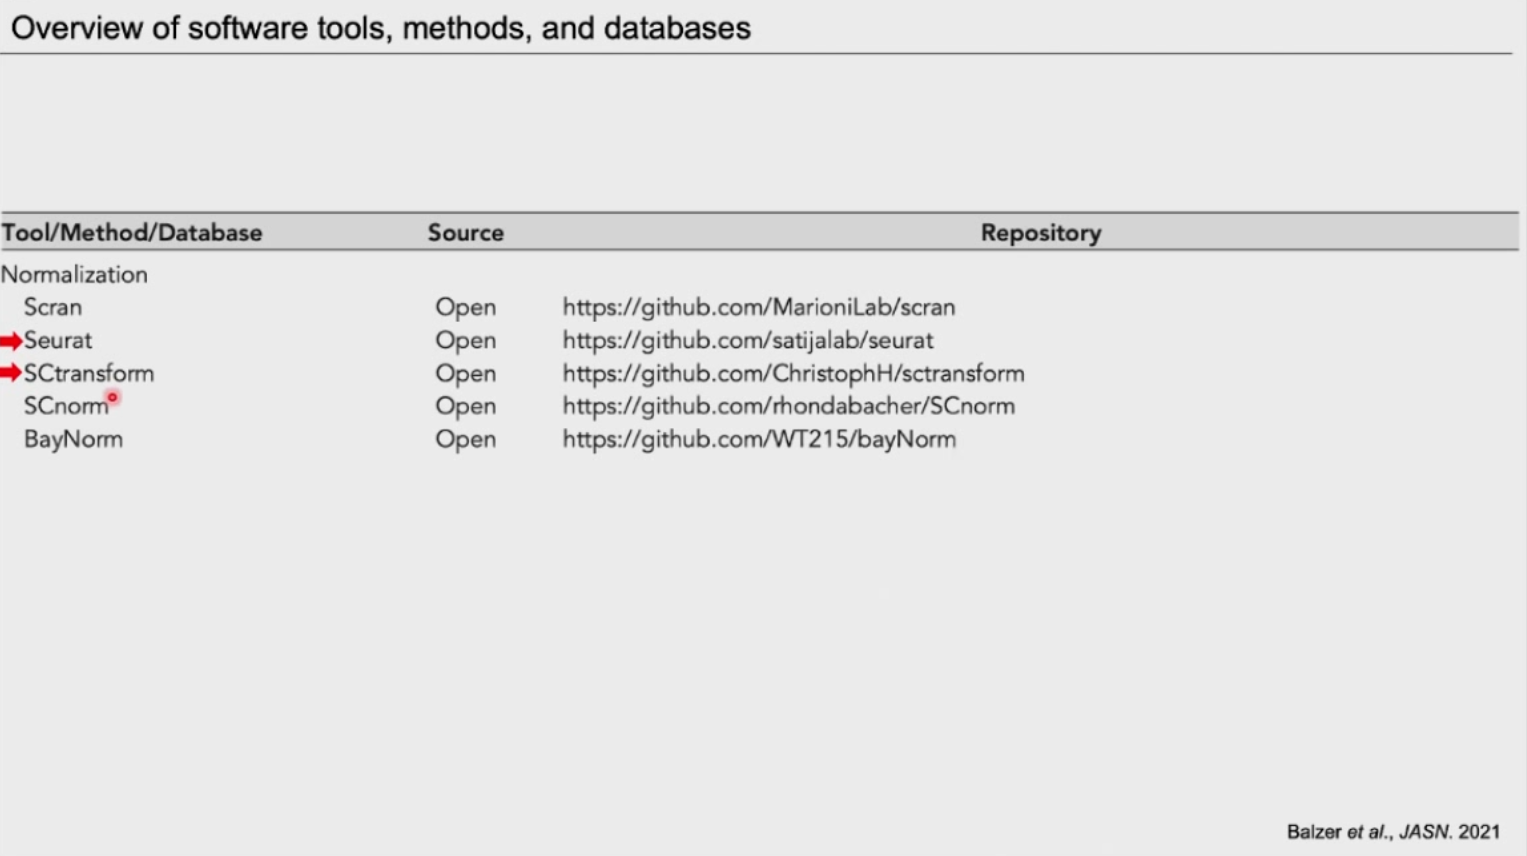 Overview of software tools, methods, and databases
Tool/Method/Database Source Repository
Normalization
Scran Open https://github.com/MarioniLab/scran
Seurat Open https://github.com/satijalab/seurat
SCtransform Open https://github.com/ChristophH/sctransform
SCnorm Open https://github.com/rhondabacher/SCnorm
BayNorm Open https://github.com/WT215/bayNorm
Balzer et al., JASN. 2021